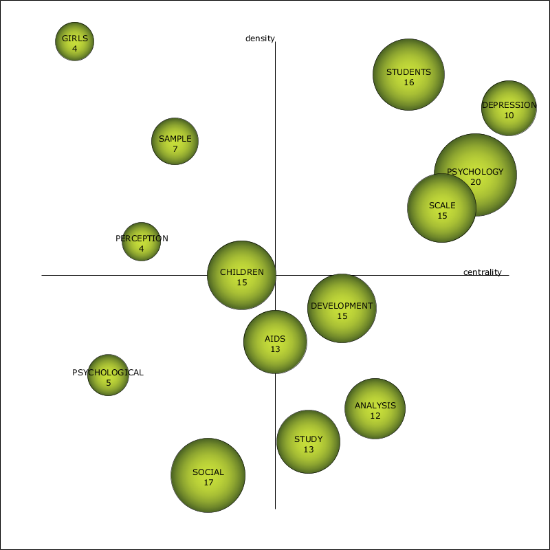 GIRLS
4
density
STUDENTS
16
DEPRESSION
10
SAMPLE
7
PSYCHOLOGY
20
SCALE
15
PERCEPTION
4
CHILDREN
15
centrality
DEVELOPMENT
15
AIDS
13
PSYCHOLOGICAL
5
ANALYSIS
12
STUDY
13
SOCIAL
17